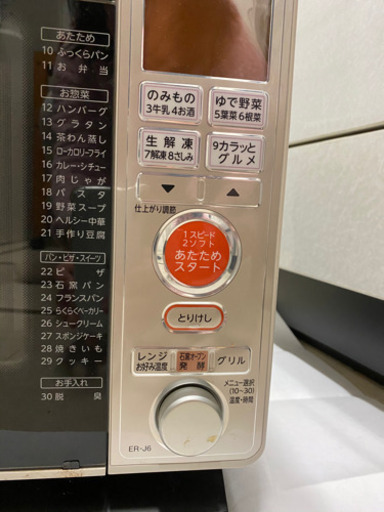 あたため
10 ふっくらパン
11 お弁当
お惣菜
12 ハンバーグ
13 グラタン
14 茶わん蒸し
15 ローカロリーフライ
16 カレー・シチュー
17 肉じゃが
18 パスタ
19 野菜スープ
20 ヘルシー中華
21 手作り豆腐
パン・ピザ・スイーツ
22 ピザ
23 石窯パン
24 フランスパン
25 らくらくベーカリー
26 シュークリーム
27 スポンジケーキ
28 焼きいも
29 クッキー
お手入れ
30 脱臭
のみもの
3牛乳 4お酒
ゆで野菜
5葉菜 6根菜
生解凍
7解凍 8さしみ
9カラッと
グルメ
仕上がり調節
1スピード
2ソフト
あたため
スタート
とりけし
レンジ
お好み温度
石窯オーブン
発酵
グリル
メニュー選択
(10~30)
温度・時間
ER-J6